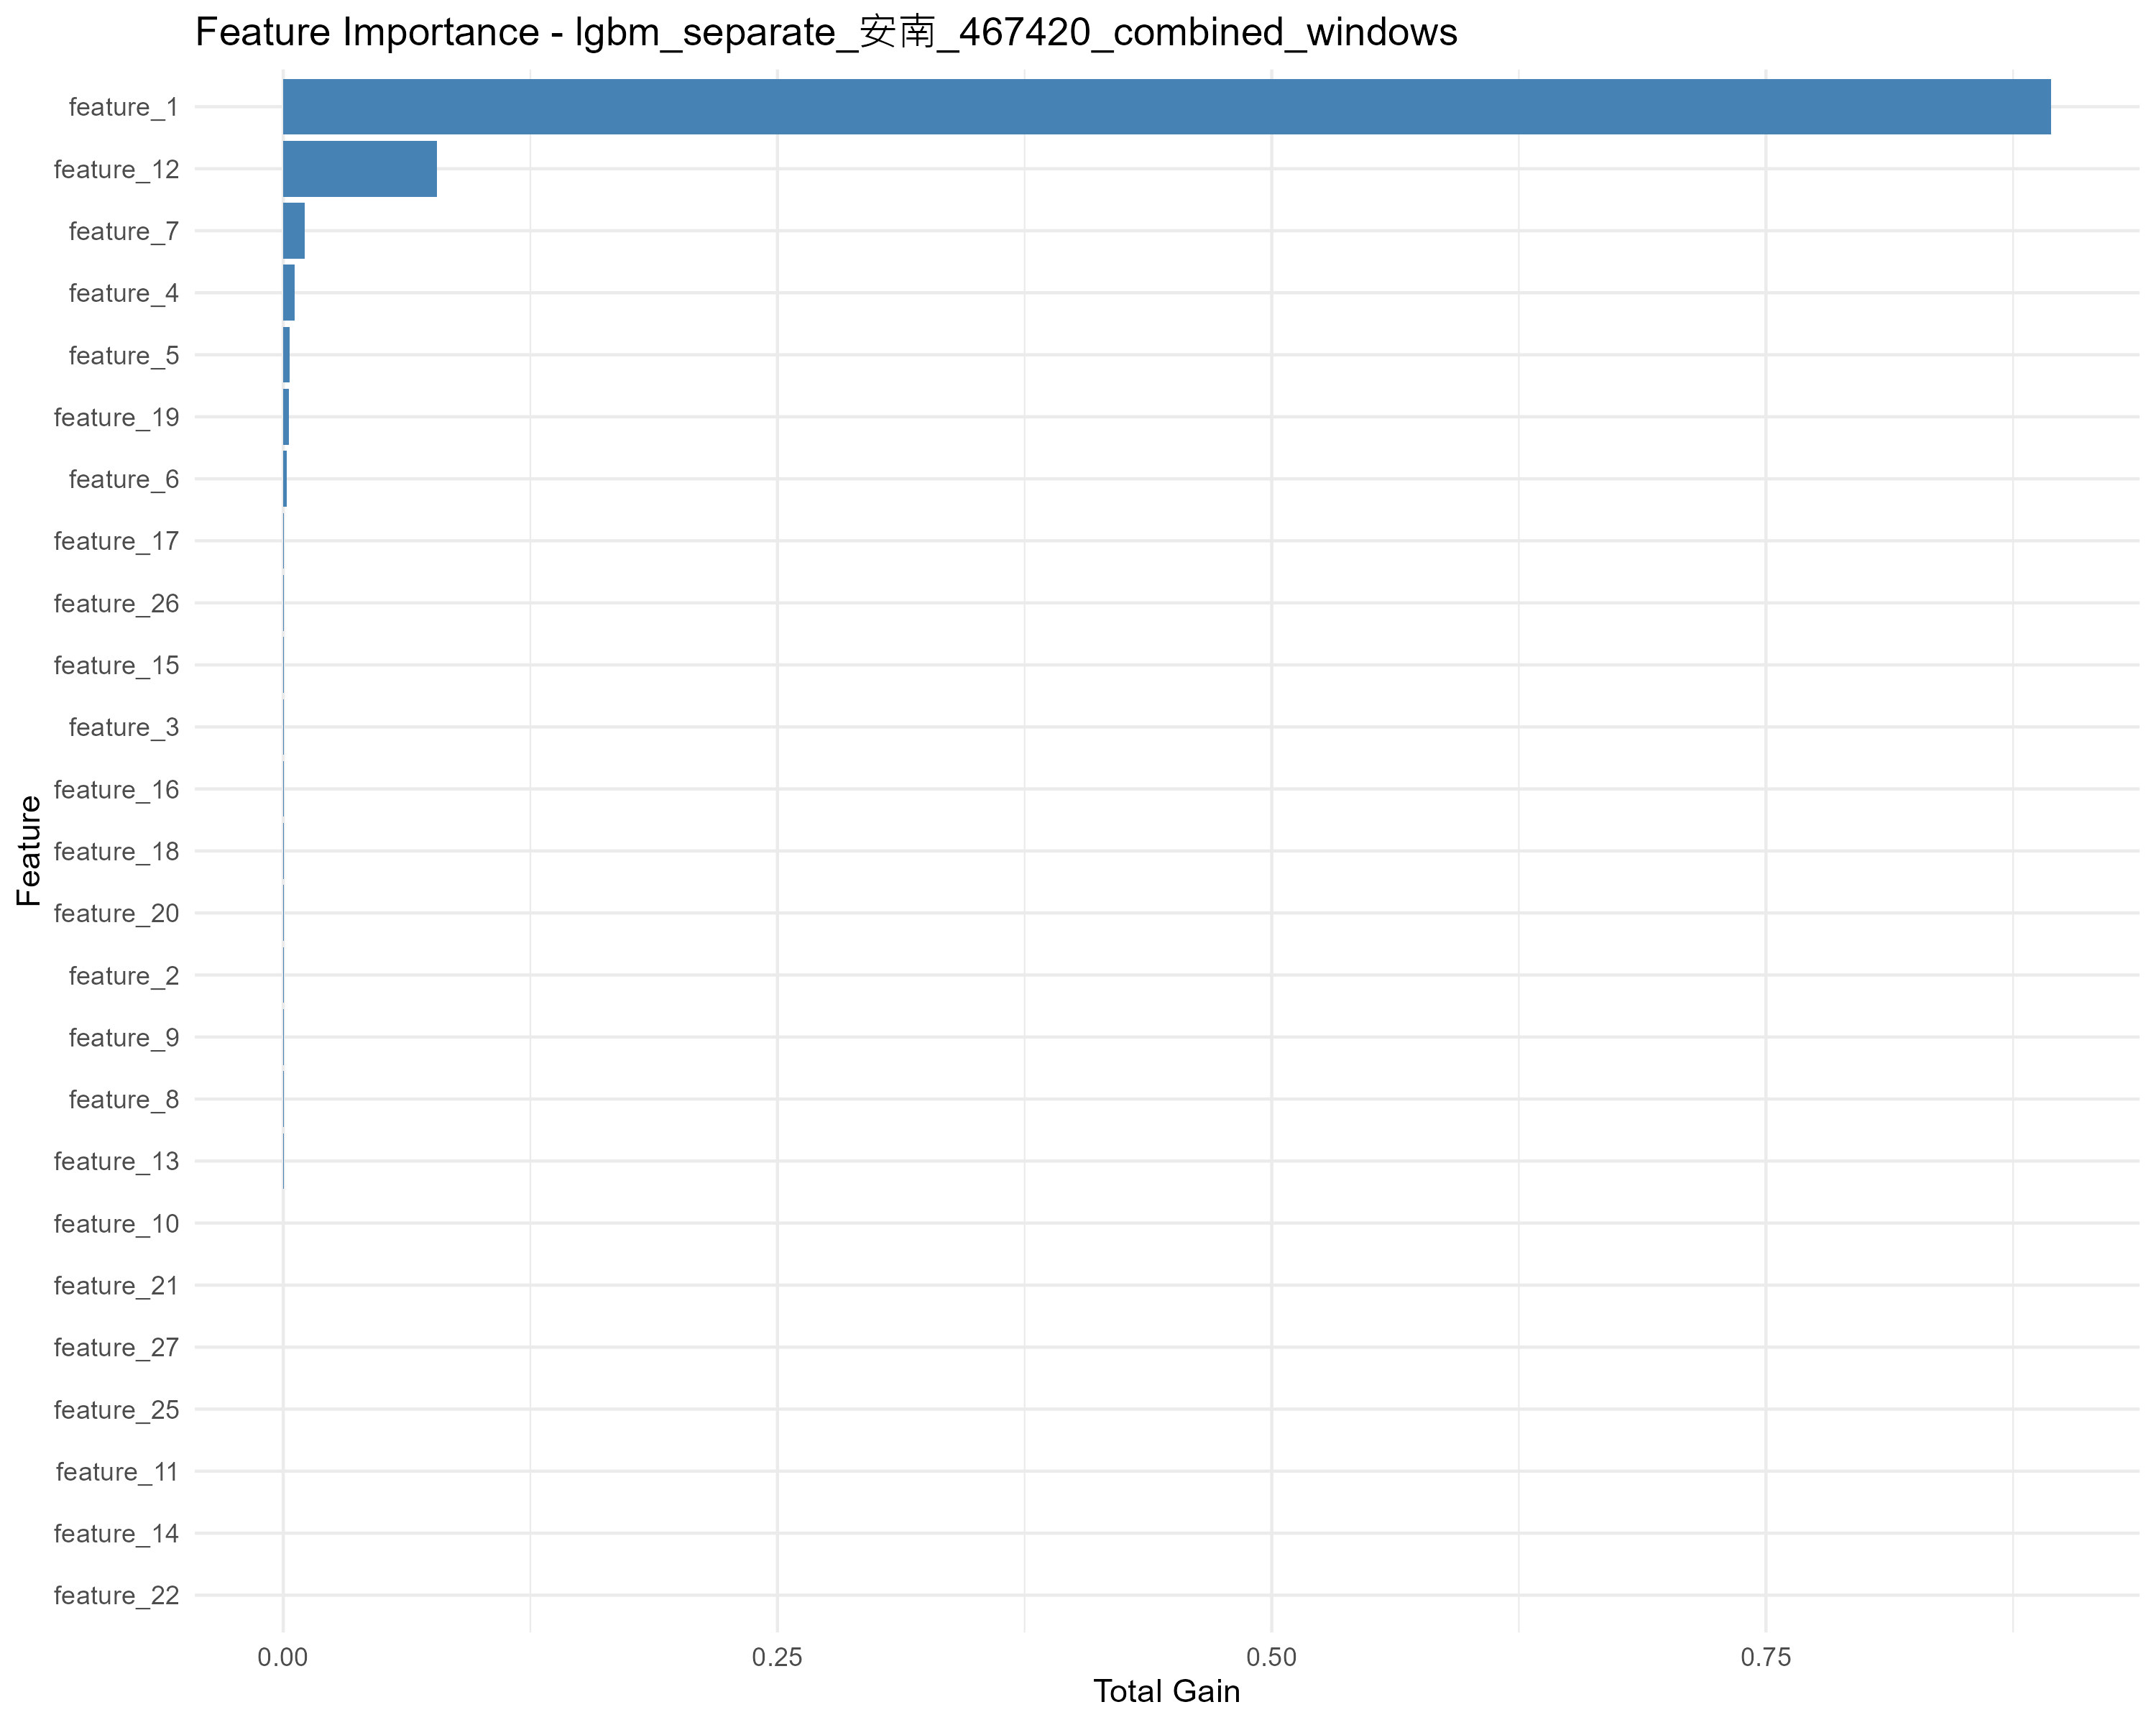 Feature Importance - lgbm_separate_安南_467420_combined_windows
feature_1
feature_12
feature_7
feature_4
feature_5
feature_19
feature_6
feature_17
feature_26
feature_15
feature_3
feature_16
feature_18
feature_20
feature_2
feature_9
feature_8
feature_13
feature_10
feature_21
feature_27
feature_25
feature_11
feature_14
feature_22
Feature
0.00 0.25 0.50 0.75
Total Gain